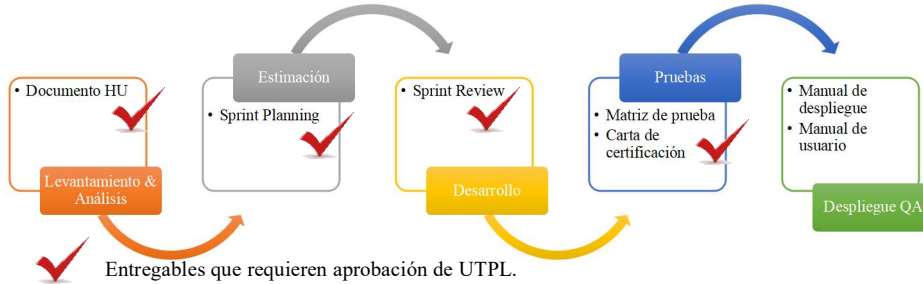 • Documento HU
Levantamiento &
Análisis
Estimación
• Sprint Planning
• Sprint Review
Desarrollo
Pruebas
• Matriz de prueba
• Carta de
certificación
• Manual de
despliegue
• Manual de
usuario
Despliegue QA
Entregables que requieren aprobación de UTPL.